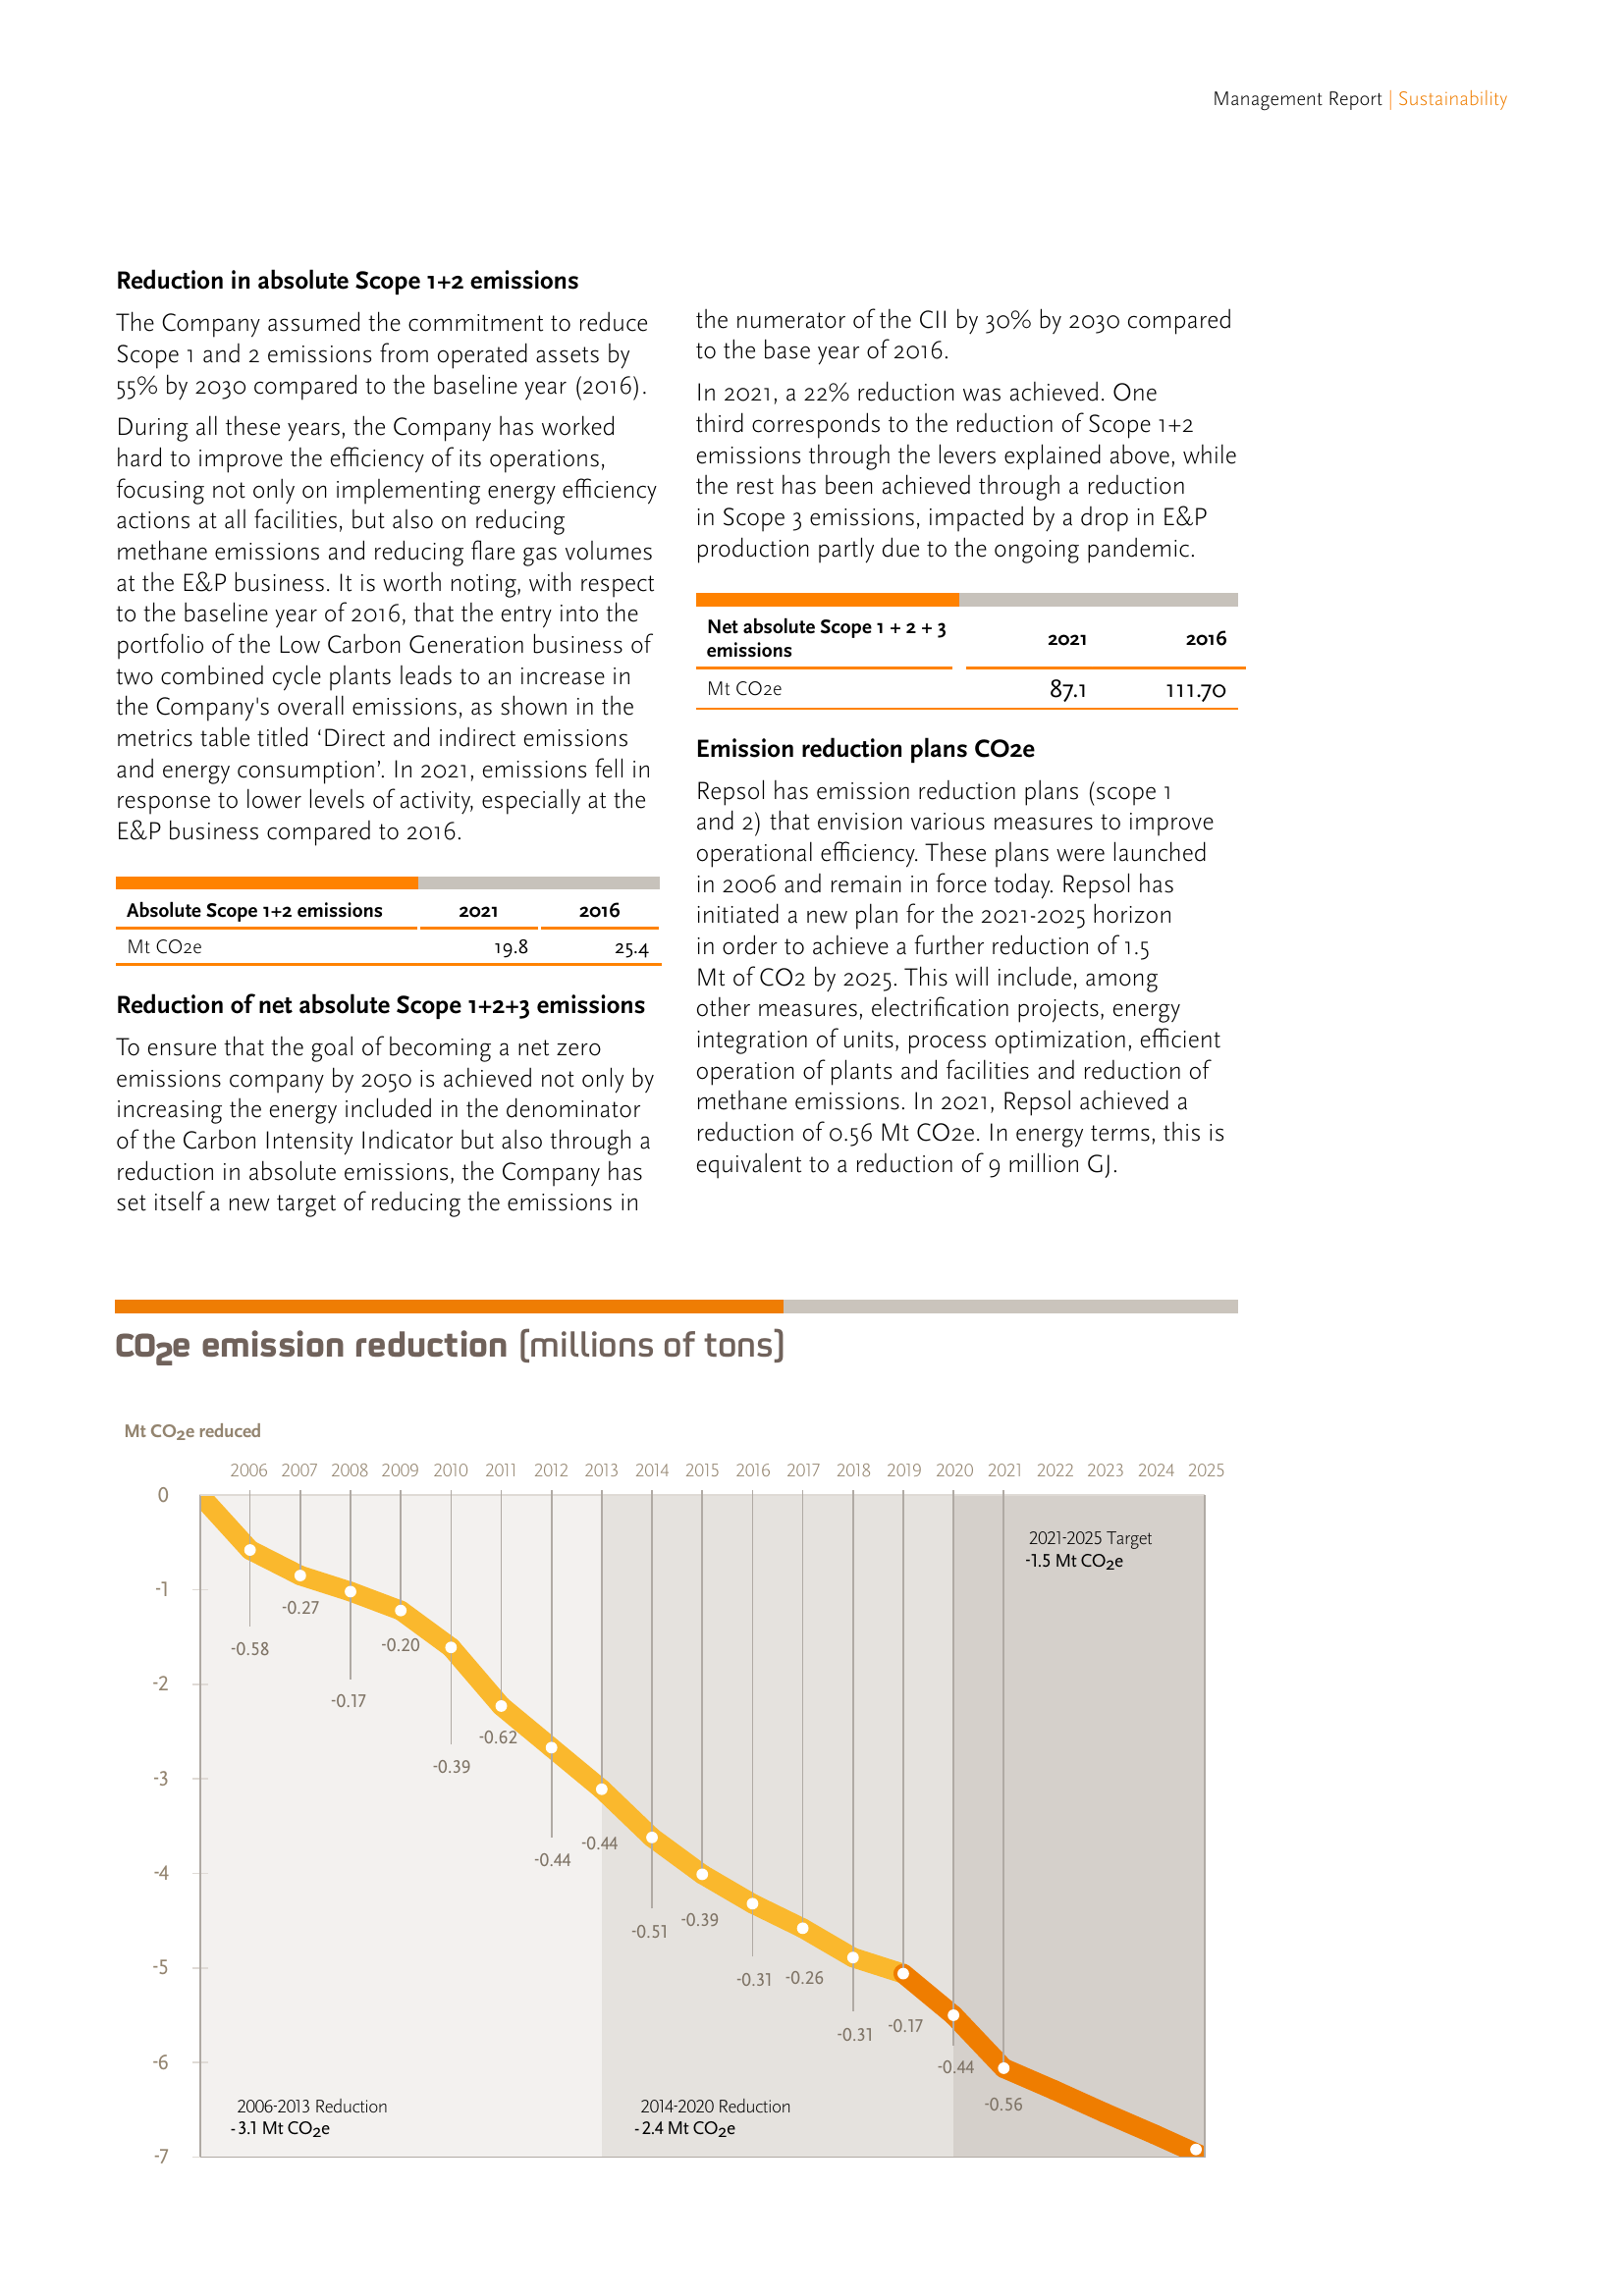 Management Report | Sustainability
Reduction in absolute Scope 1+2 emissions
The Company assumed the commitment to reduce
Scope 1 and 2 emissions from operated assets by
55% by 2030 compared to the baseline year (2016).
During all these years, the Company has worked
hard to improve the efficiency of its operations,
focusing not only on implementing energy efficiency
actions at all facilities, but also on reducing
methane emissions and reducing flare gas volumes
at the E&P business. It is worth noting, with respect
to the baseline year of 2016, that the entry into the
portfolio of the Low Carbon Generation business of
two combined cycle plants leads to an increase in
the Company's overall emissions, as shown in the
metrics table titled ‘Direct and indirect emissions
and energy consumption’. In 2021, emissions fell in
response to lower levels of activity, especially at the
E&P business compared to 2016.
Absolute Scope 1+2 emissions 2021 2016
Mt CO2e 19.8 25.4
Reduction of net absolute Scope 1+2+3 emissions
To ensure that the goal of becoming a net zero
emissions company by 2050 is achieved not only by
increasing the energy included in the denominator
of the Carbon Intensity Indicator but also through a
reduction in absolute emissions, the Company has
set itself a new target of reducing the emissions in
the numerator of the CII by 30% by 2030 compared
to the base year of 2016.
In 2021, a 22% reduction was achieved. One
third corresponds to the reduction of Scope 1+2
emissions through the levers explained above, while
the rest has been achieved through a reduction
in Scope 3 emissions, impacted by a drop in E&P
production partly due to the ongoing pandemic.
Net absolute Scope 1 + 2 + 3
emissions 2021 2016
Mt CO2e 87.1 111.70
Emission reduction plans CO2e
Repsol has emission reduction plans (scope 1
and 2) that envision various measures to improve
operational efficiency. These plans were launched
in 2006 and remain in force today. Repsol has
initiated a new plan for the 2021-2025 horizon
in order to achieve a further reduction of 1.5
Mt of CO2 by 2025. This will include, among
other measures, electrification projects, energy
integration of units, process optimization, efficient
operation of plants and facilities and reduction of
methane emissions. In 2021, Repsol achieved a
reduction of 0.56 Mt CO2e. In energy terms, this is
equivalent to a reduction of 9 million GJ.
CO2e emission reduction (millions of tons)
Mt CO2e reduced
2006 2007 2008 2009 2010 2011 2012 2013 2014 2015 2016 2017 2018 2019 2020 2021 2022 2023 2024 2025
0
2021-2025 Target
-1.5 Mt CO2e
-1
-0.27
-0.58
-0.20
-2
-0.17
-0.62
-0.39
-3
-0.44
-0.44
-4
-0.39
-0.51
-5
-0.31 -0.26
-0.31
-0.17
-6
-0.44
-0.56
2006-2013 Reduction
-3.1 Mt CO2e
2014-2020 Reduction
-2.4 Mt CO2e
-7